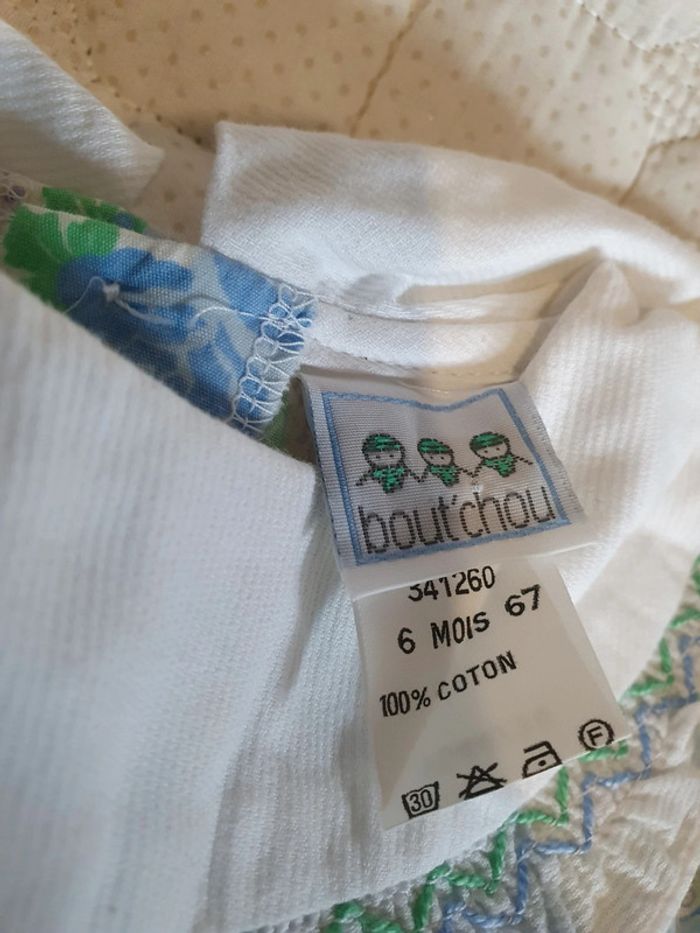 bout'chou
341260
6 MOIS 67
100% COTON
30 F